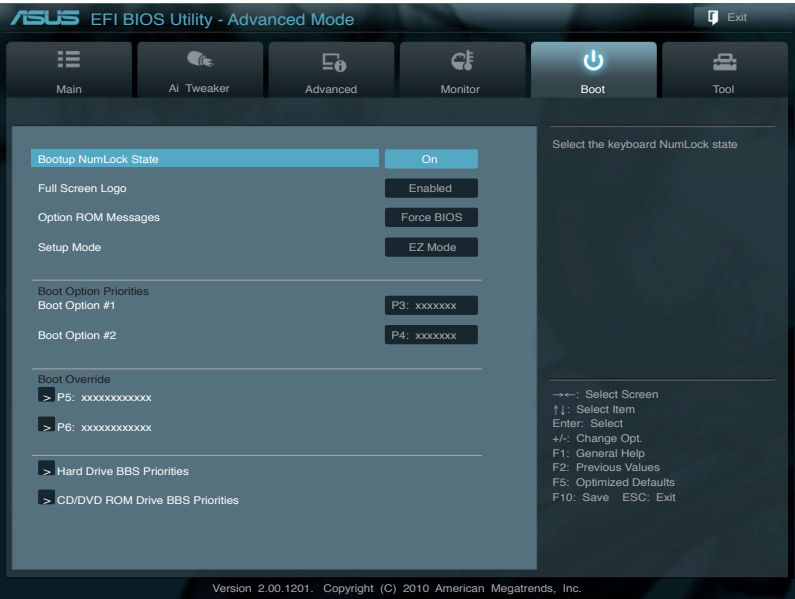 ASUS EFI BIOS Utility - Advanced Mode
Exit
Main
Ai Tweaker
Advanced
Monitor
Boot
Tool
Bootup NumLock State On
Full Screen Logo Enabled
Option ROM Messages Force BIOS
Setup Mode EZ Mode
Boot Option Priorities
Boot Option #1 P3: xxxxxxx
Boot Option #2 P4: xxxxxxx
Boot Override
> P5: xxxxxxxxxxxx
> P6: xxxxxxxxxxxx
> Hard Drive BBS Priorities
> CD/DVD ROM Drive BBS Priorities
Select the keyboard NumLock state
→←: Select Screen
↑↓: Select Item
Enter: Select
+/-: Change Opt.
F1: General Help
F2: Previous Values
F5: Optimized Defaults
F10: Save ESC: Exit
Version 2.00.1201. Copyright (C) 2010 American Megatrends, Inc.